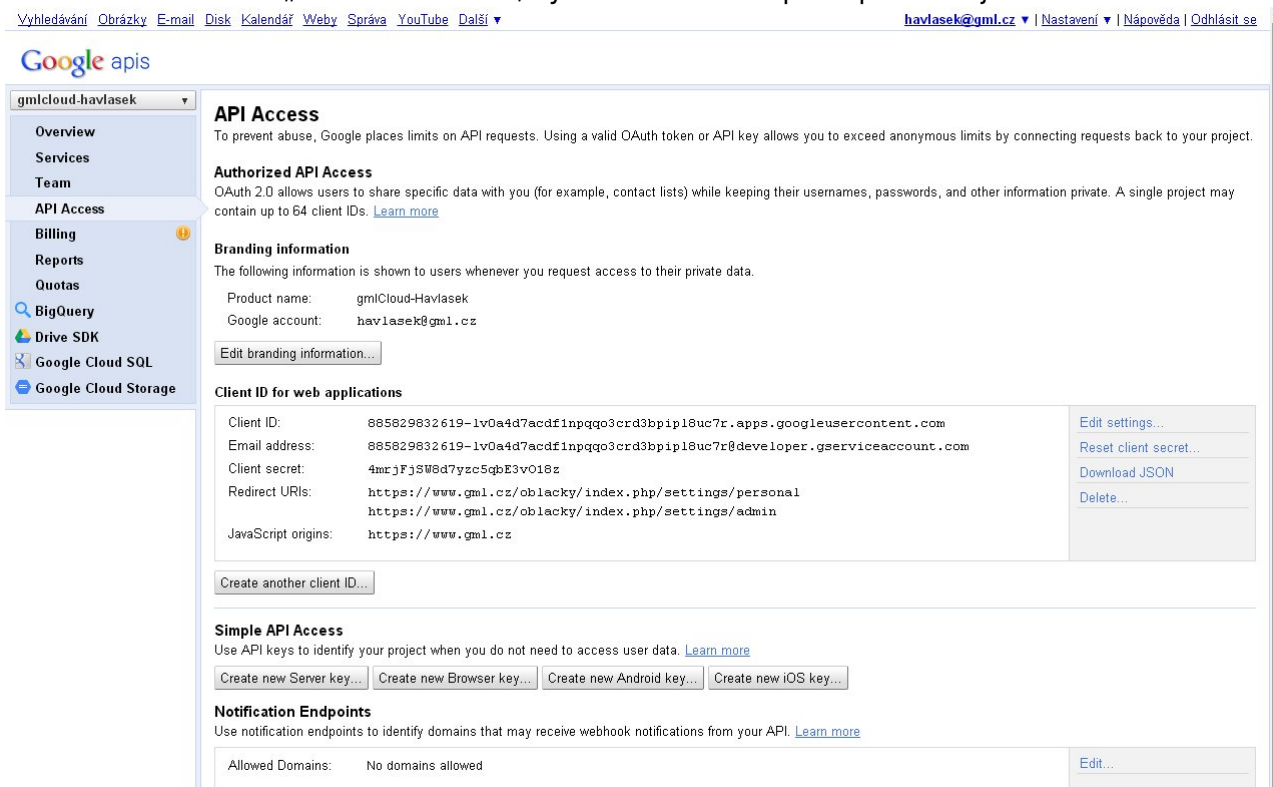 Vyhledávání Obrázky E-mail Disk Kalendář Weby Správa YouTube Další ▼ havlasek@gml.cz ▼ | Nastavení ▼ | Nápověda | Odhlásit se
Google apis
gmlcloud-havlasek ▼
Overview
Services
Team
API Access
Billing
Reports
Quotas
BigQuery
Drive SDK
Google Cloud SQL
Google Cloud Storage
API Access
To prevent abuse, Google places limits on API requests. Using a valid OAuth token or API key allows you to exceed anonymous limits by connecting requests back to your project.
Authorized API Access
OAuth 2.0 allows users to share specific data with you (for example, contact lists) while keeping their usernames, passwords, and other information private. A single project may
contain up to 64 client IDs. Learn more
Branding information
The following information is shown to users whenever you request access to their private data.
Product name: gmlCloud-Havlasek
Google account: havlasek@gml.cz
Edit branding information...
Client ID for web applications
Client ID: 885829832619-lv0a4d7acdf1npqqo3crd3bpipl8uc7r.apps.googleusercontent.com
Email address: 885829832619-lv0a4d7acdf1npqqo3crd3bpipl8uc7r@developer.gserviceaccount.com
Client secret: 4mrjFjSW8d7yzc5qbE3vO18z
Redirect URIs: https://www.gml.cz/oblacky/index.php/settings/personal
https://www.gml.cz/oblacky/index.php/settings/admin
JavaScript origins: https://www.gml.cz
Edit settings...
Reset client secret...
Download JSON
Delete...
Create another client ID...
Simple API Access
Use API keys to identify your project when you do not need to access user data. Learn more
Create new Server key... Create new Browser key... Create new Android key... Create new iOS key...
Notification Endpoints
Use notification endpoints to identify domains that may receive webhook notifications from your API. Learn more
Allowed Domains: No domains allowed
Edit...